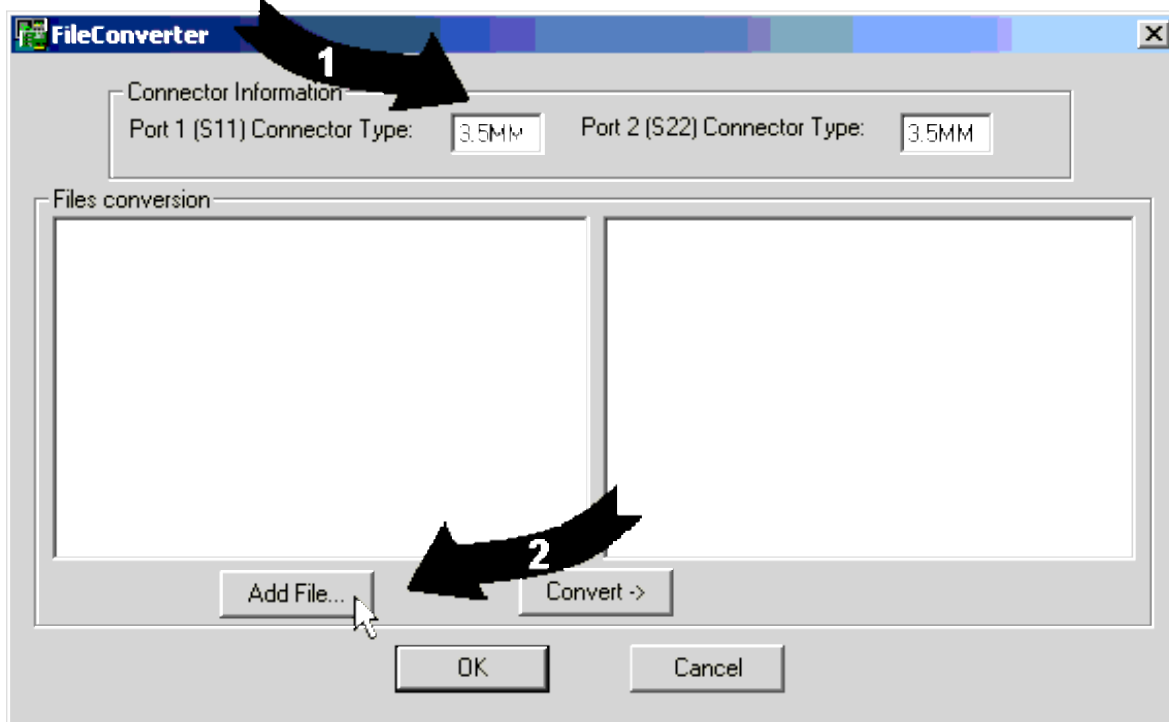 FileConverter
1
Connector Information
Port 1 (S11) Connector Type: 3.5MM Port 2 (S22) Connector Type: 3.5MM
Files conversion
2
Add File... Convert ->
OK Cancel